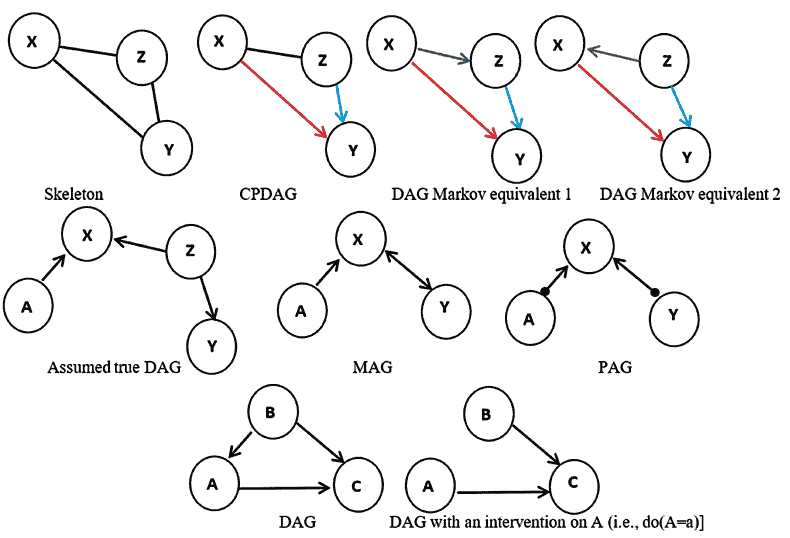 X Z Y
X Z Y
X Z Y
X Z Y
Skeleton
CPDAG
DAG Markov equivalent 1
DAG Markov equivalent 2
X Z A Y
X A Y
X A Y
Assumed true DAG
MAG
PAG
B A C
B A C
DAG
DAG with an intervention on A (i.e., do(A=a)]